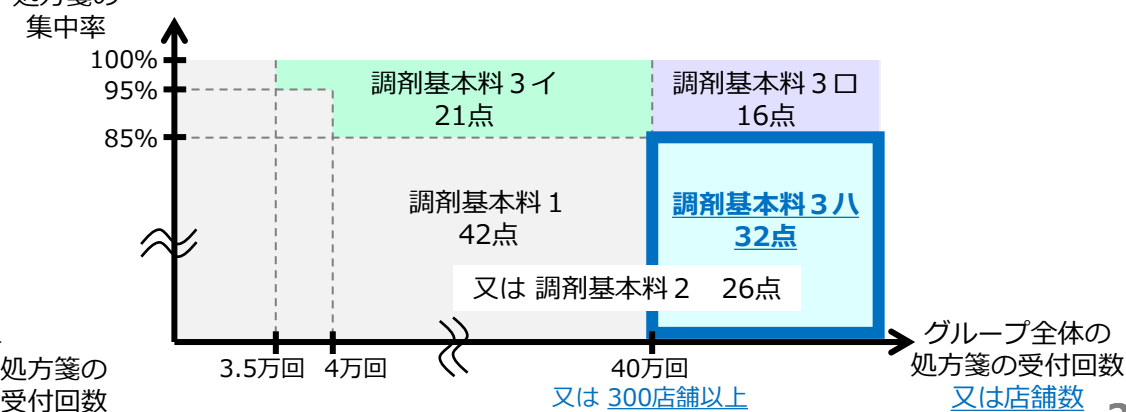 処方箋の
集中率
100%
95%
85%
調剤基本料３イ
21点
調剤基本料３ロ
16点
調剤基本料１
42点
調剤基本料３ハ
32点
又は 調剤基本料２　26点
3.5万回
4万回
40万回
又は 300店舗以上
グループ全体の
処方箋の受付回数
又は店舗数
処方箋の
受付回数